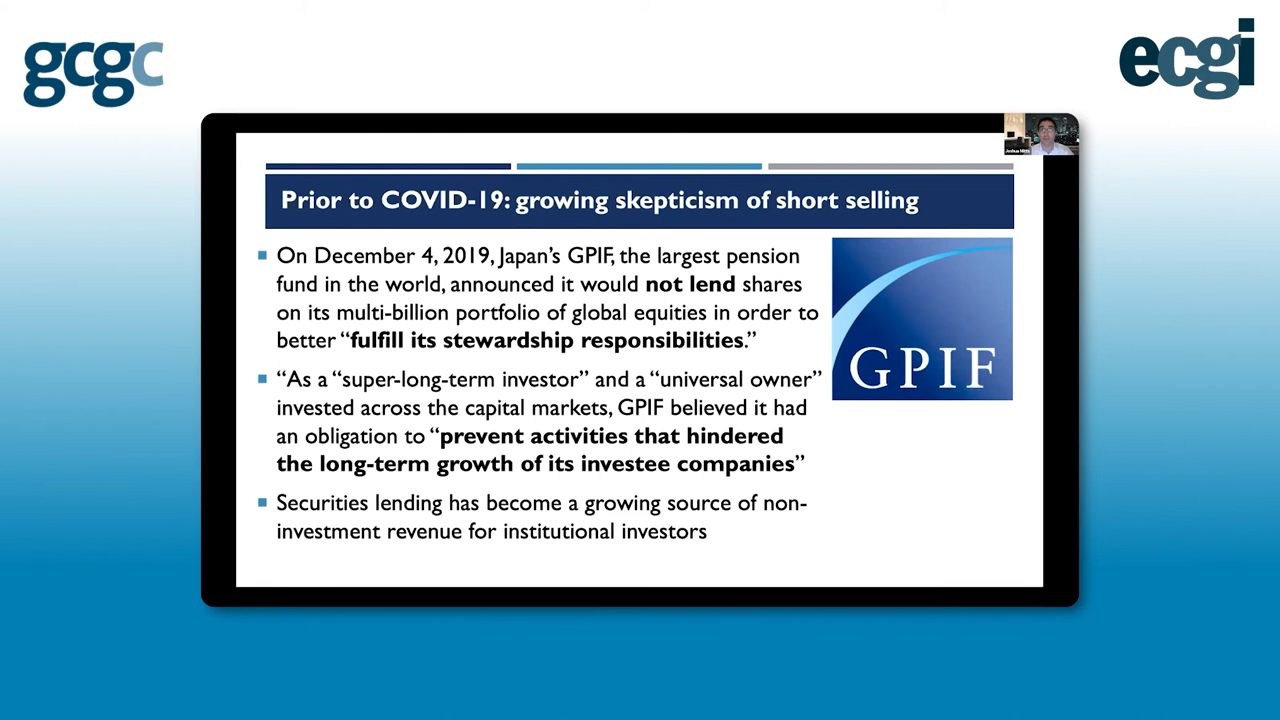 gcgc
ecgi
Joshua Mitts
Prior to COVID-19: growing skepticism of short selling
On December 4, 2019, Japan's GPIF, the largest pension
fund in the world, announced it would not lend shares
on its multi-billion portfolio of global equities in order to
better “fulfill its stewardship responsibilities.”
“As a “super-long-term investor” and a “universal owner”
invested across the capital markets, GPIF believed it had
an obligation to “prevent activities that hindered
the long-term growth of its investee companies”
Securities lending has become a growing source of non-
investment revenue for institutional investors
GPIF